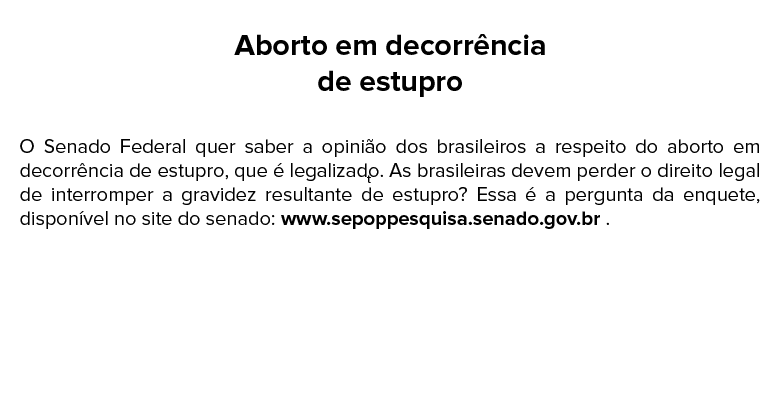 Aborto em decorrência
de estupro
O Senado Federal quer saber a opinião dos brasileiros a respeito do aborto em
decorrência de estupro, que é legalizado. As brasileiras devem perder o direito legal
de interromper a gravidez resultante de estupro? Essa é a pergunta da enquete,
disponível no site do senado: www.sepoppesquisa.senado.gov.br .